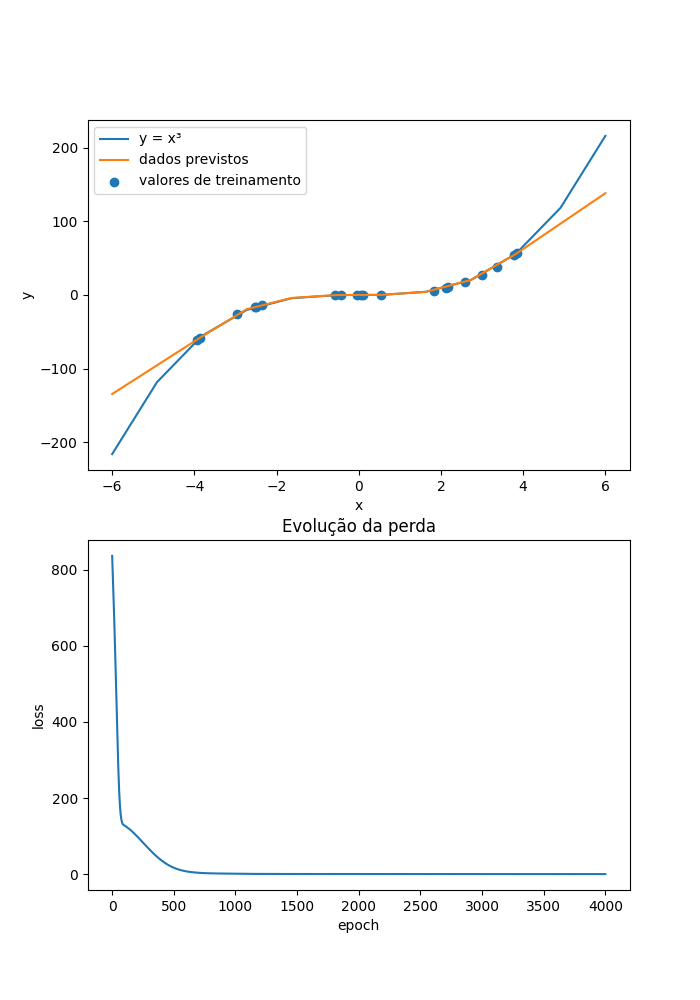 y = x³
dados previstos
valores de treinamento
200
100
0
−100
−200
y
−6 −4 −2 0 2 4 6
x
Evolução da perda
800
600
400
200
0
loss
0 500 1000 1500 2000 2500 3000 3500 4000
epoch